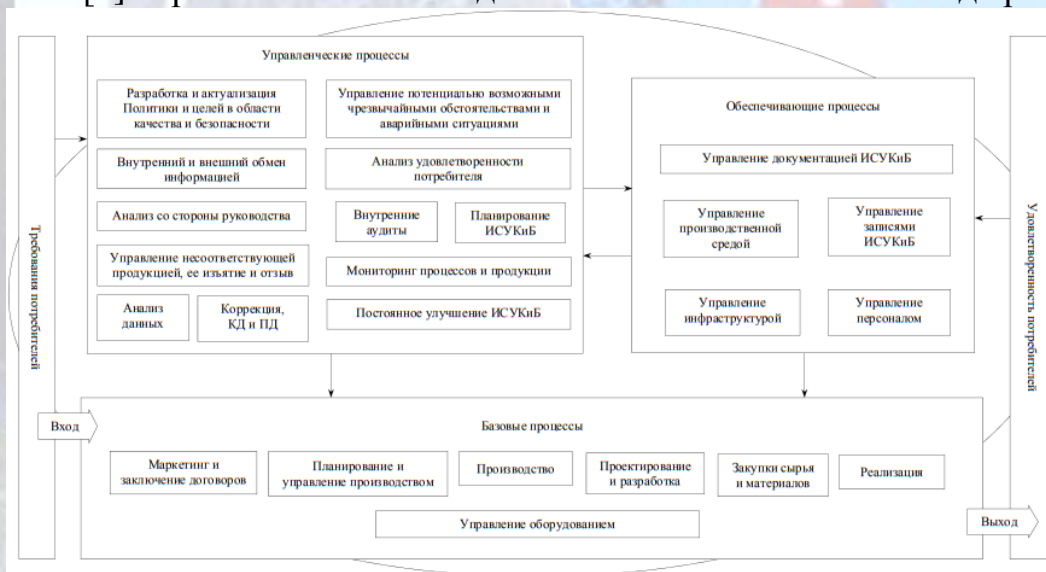 Требования потребителей
Управленческие процессы
Разработка и актуализация
Политики и целей в области
качества и безопасности
Управление потенциально возможными
чрезвычайными обстоятельствами и
аварийными ситуациями
Внутренний и внешний обмен
информацией
Анализ удовлетворенности
потребителя
Анализ со стороны руководства
Внутренние
аудиты
Планирование
ИСУКиБ
Управление несоответствующей
продукцией, ее изъятие и отзыв
Мониторинг процессов и продукции
Анализ
данных
Коррекция,
КД и ПД
Постоянное улучшение ИСУКиБ
Обеспечивающие процессы
Управление документацией ИСУКиБ
Управление
производственной
средой
Управление
записями
ИСУКиБ
Управление
инфраструктурой
Управление
персоналом
Удовлетворенность потребителей
Вход
Базовые процессы
Маркетинг и
заключение договоров
Планирование и
управление производством
Производство
Проектирование
и разработка
Закупки сырья
и материалов
Реализация
Управление оборудованием
Выход